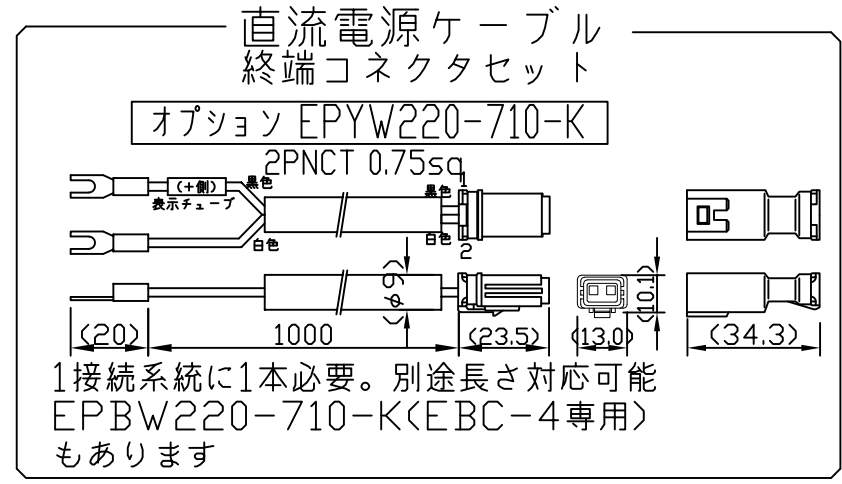 直流電源ケーブル
終端コネクタセット
オプション EPYW220-710-K
2PNCT 0.75sq
(+側)
黒色
表示チューブ
白色
黒色
1
白色
2
(φ9)
(10.1)
(20)
1000
(23.5)
(13.0)
(34.3)
1接続系統に1本必要。別途長さ対応可能
EPBW220-710-K(EBC-4専用)
もあります